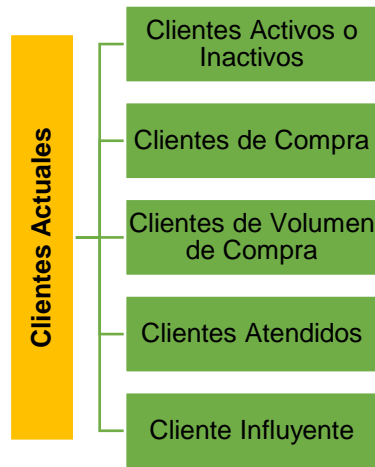 Clientes Actuales
Clientes Activos o
Inactivos
Clientes de Compra
Clientes de Volumen
de Compra
Clientes Atendidos
Cliente Influyente